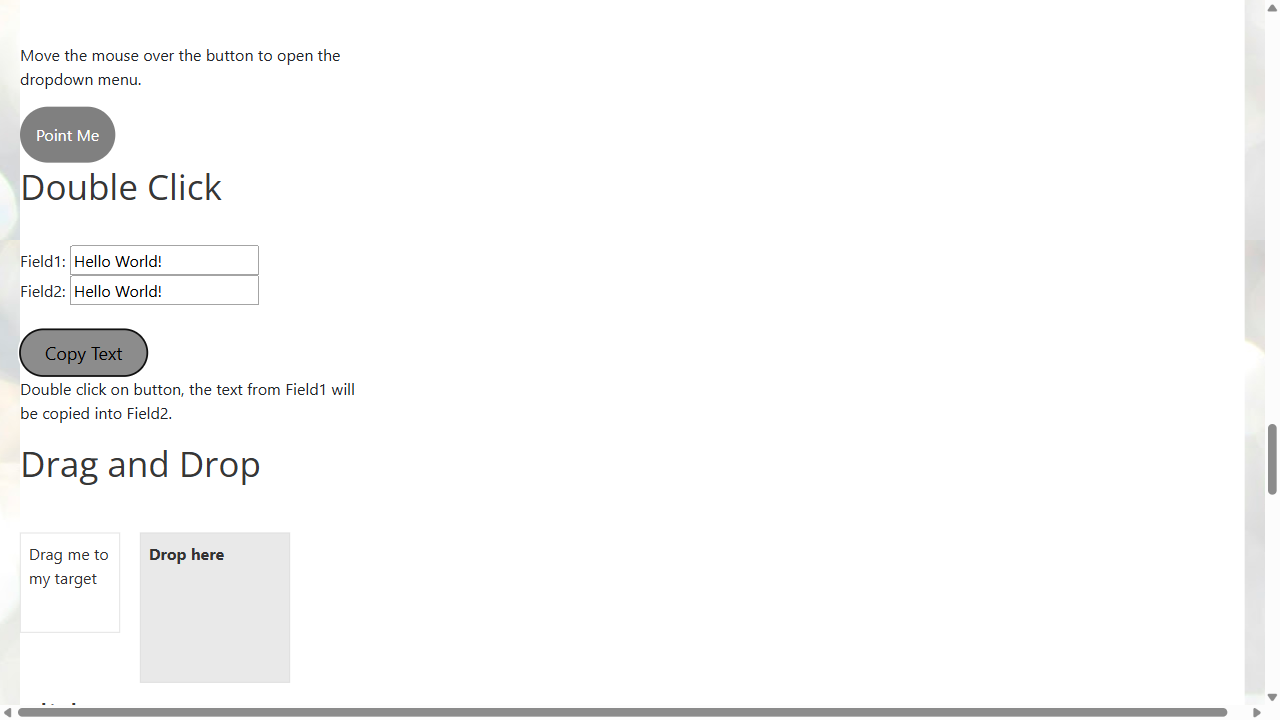 Move the mouse over the button to open the
dropdown menu.
Point Me
Double Click
Field1: Hello World!
Field2: Hello World!
Copy Text
Double click on button, the text from Field1 will
be copied into Field2.
Drag and Drop
Drag me to
my target
Drop here